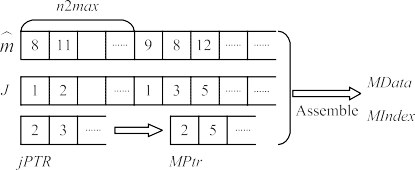 n2max
m̂ 8 11 ...... 9 8 12 ...... ......
J 1 2 ...... 1 3 5 ...... ......
2 3 ...... 2 5 ......
jPTR MPtr
Assemble
MData
MIndex